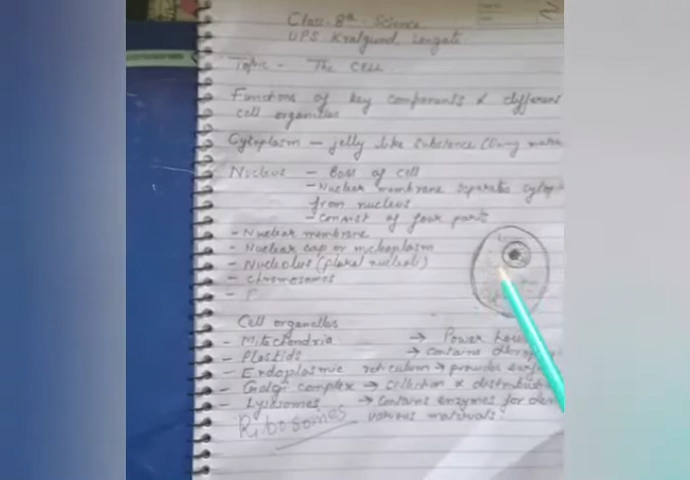 Class - 8th - Science
UPS Kralgund, Langate
Topic - The CELL
Functions of key components & different
cell organelles
Cytoplasm - jelly like substance
Nucleus - Boss of cell
- Nuclear membrane separates
from nucleus
- Consist of four parts
- Nuclear membrane
- Nuclear sap or nucleoplasm
- Nucleolus (plural nucleoli)
- Chromosomes
Cell organelles
- Mitochondria → Power
- Plastids → contains
- Endoplasmic reticulum → provides
- Golgi complex → collection &
- Lysosomes → contains enzymes for
various materials.
Ribosomes